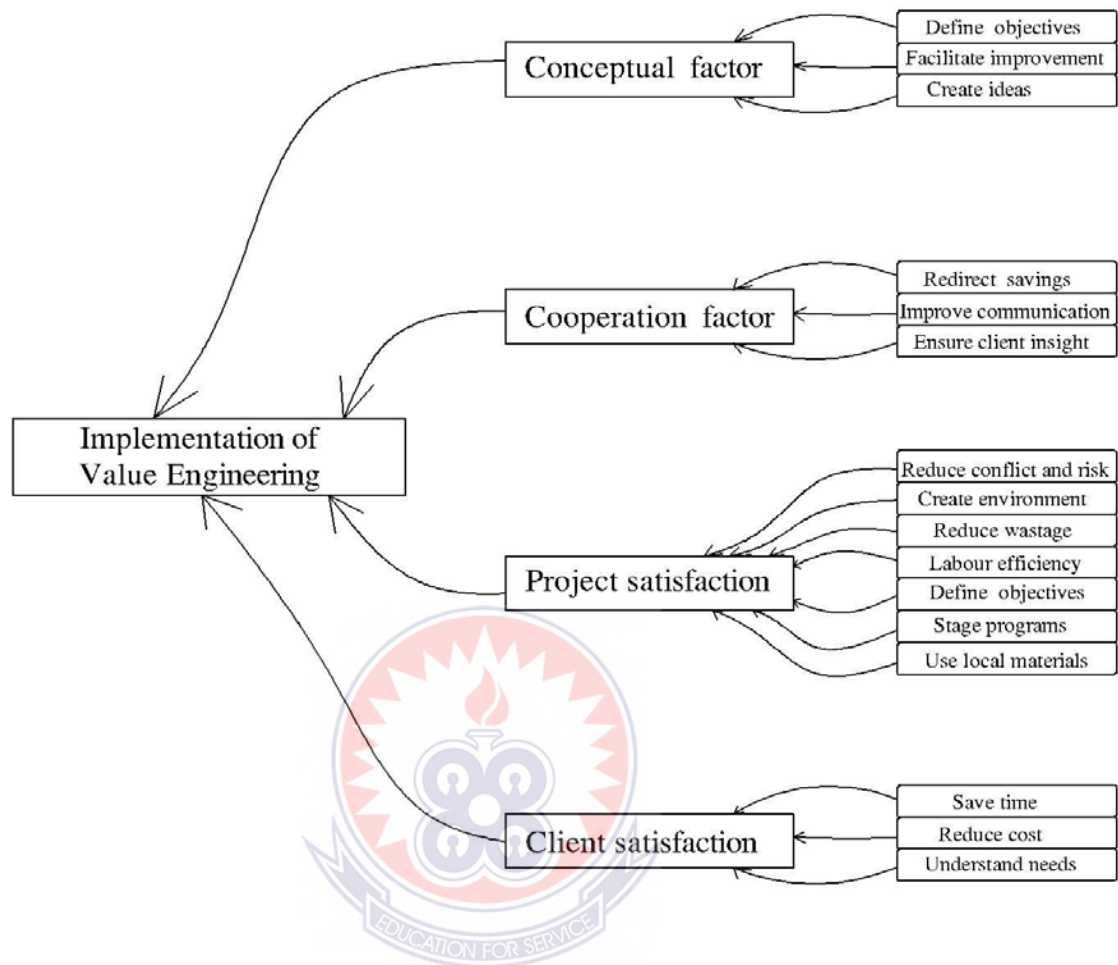 Define objectives
Facilitate improvement
Create ideas
Conceptual factor
Redirect savings
Improve communication
Ensure client insight
Cooperation factor
Implementation of
Value Engineering
Reduce conflict and risk
Create environment
Reduce wastage
Labour efficiency
Define objectives
Stage programs
Use local materials
Project satisfaction
Save time
Reduce cost
Understand needs
Client satisfaction
EDUCATION FOR SERVICE